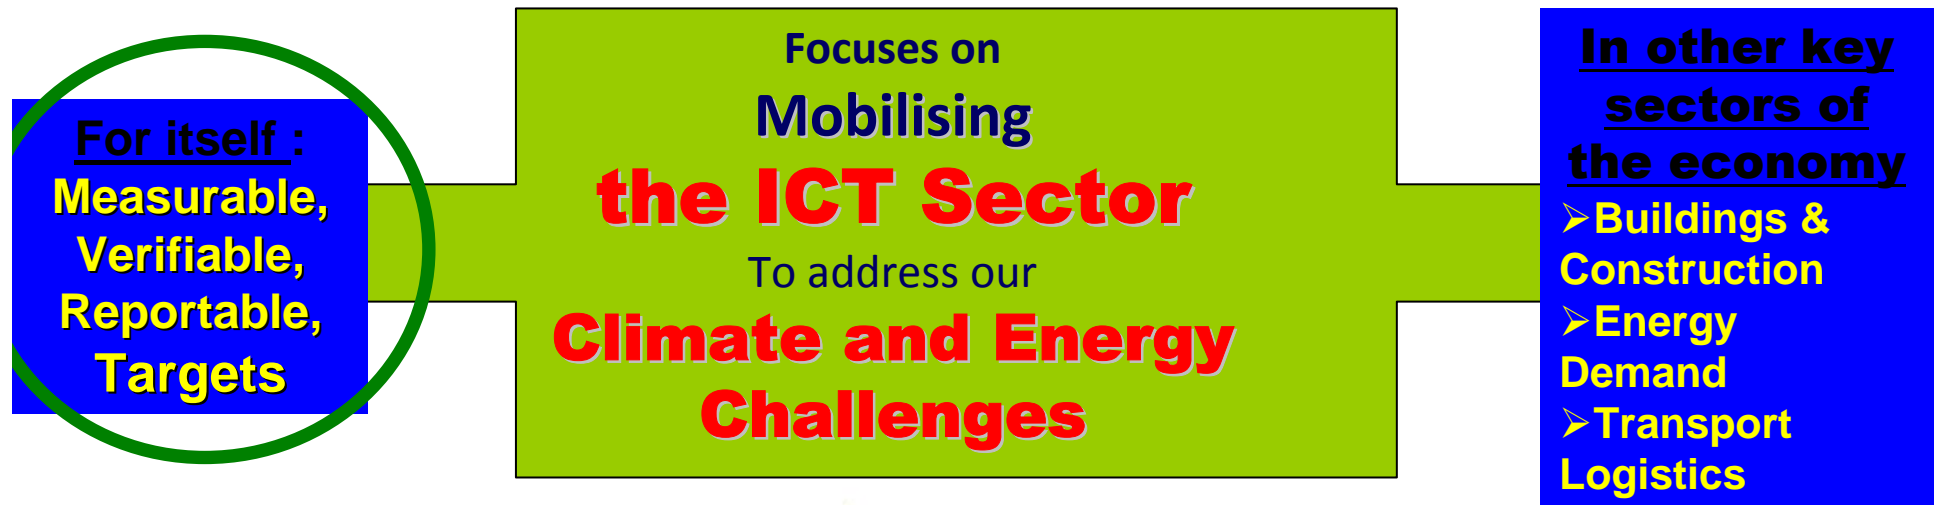 For itself :
Measurable,
Verifiable,
Reportable,
Targets
Focuses on
Mobilising
the ICT Sector
To address our
Climate and Energy
Challenges
In other key
sectors of
the economy
➢Buildings &
Construction
➢Energy
Demand
➢Transport
Logistics